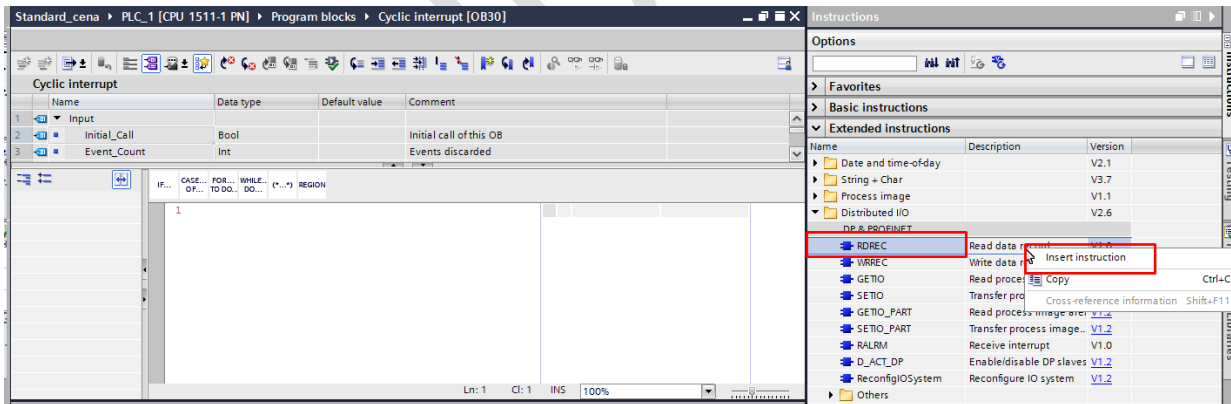 Standard_cena ▸ PLC_1 [CPU 1511-1 PN] ▸ Program blocks ▸ Cyclic interrupt [OB30]
Cyclic interrupt
Name Data type Default value Comment
1 Input
2 Initial_Call Bool Initial call of this OB
3 Event_Count Int Events discarded
IF... CASE... OF... FOR... TO DO... WHILE... DO... (*...*) REGION
1
Ln: 1 Cl: 1 INS 100%
Instructions
Options
Favorites
Basic instructions
Extended instructions
Name Description Version
Date and time-of-day V2.1
String + Char V3.7
Process image V1.1
Distributed I/O V2.6
DP & PROFINET
RDREC Read data
WRREC Write data
GETIO Read proces
SETIO Transfer pro
GETIO_PART Read process image V1.2
SETIO_PART Transfer process image.. V1.2
RALRM Receive interrupt V1.0
D_ACT_DP Enable/disable DP slaves V1.2
ReconfigIOSystem Reconfigure IO system V1.2
Others
Insert instruction
Copy Ctrl+C
Cross-reference information Shift+F11